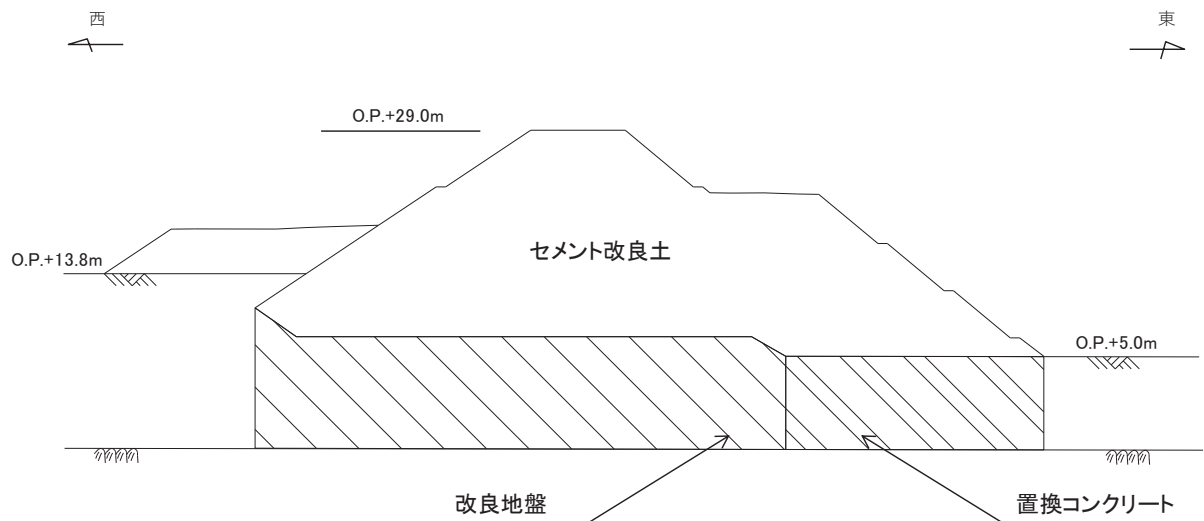 西
東
O.P.+29.0m
セメント改良土
O.P.+13.8m
O.P.+5.0m
改良地盤
置換コンクリート